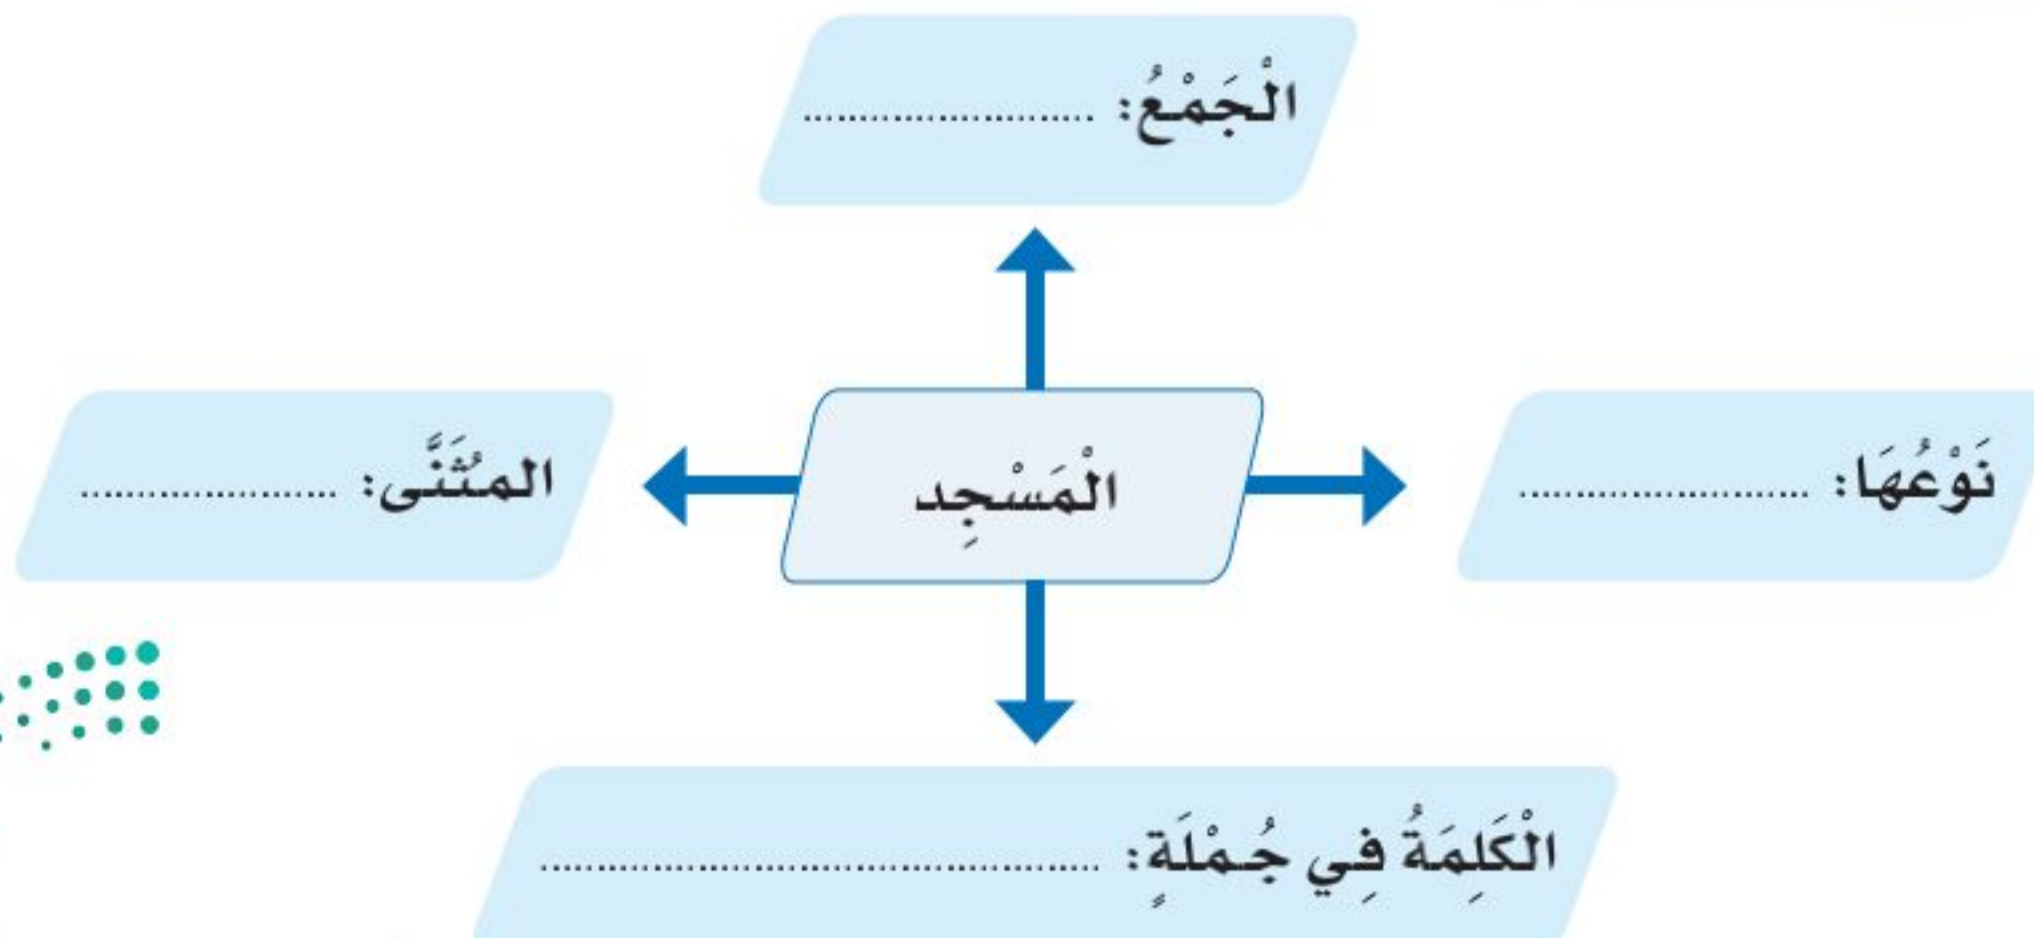 الْجَمْعُ: ..........................
نَوْعُهَا: ..........................
الْمَسْجِد
المُثَنَّى: .......................
الْكَلِمَةُ فِي جُمْلَةٍ: ..................................................